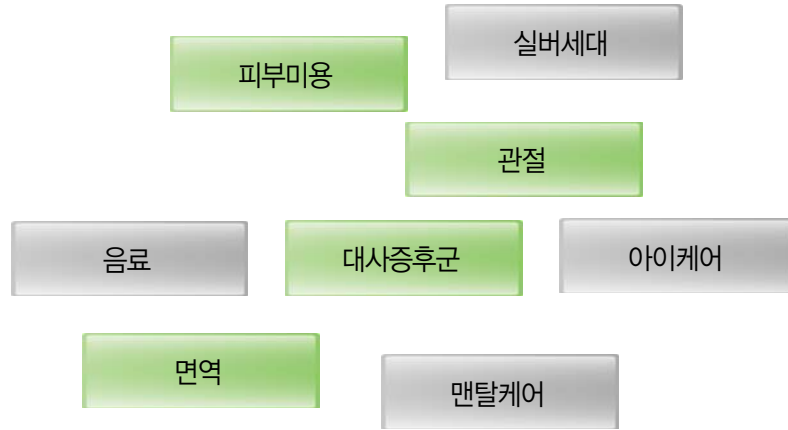 실버세대
피부미용
관절
음료
대사증후군
아이케어
면역
맨탈케어